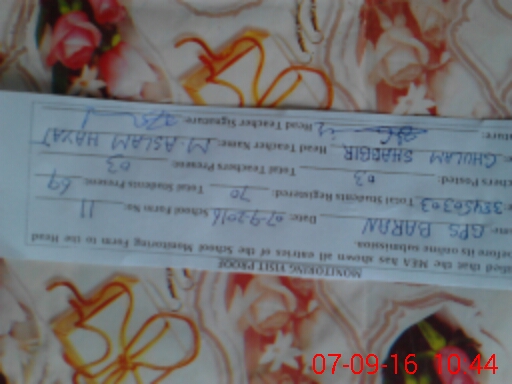 MONITORING VISIT PROOF
that the MEA has shown all entries of the School Monitoring Form to the Head
before its online submission.
GPS BARAN Date: 07-9-2016 School Form No: 11
35450303 Total Students Registered: 70 Total Students Present: 69
Posted: 03 Total Teachers Present: 03
GHULAM SHABBIR Head Teacher Name: M. ASLAM HAYAT
Head Teacher Signature:
07-09-16 10:44